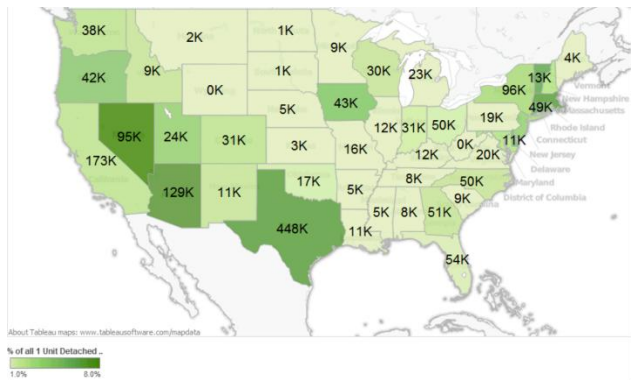 38K
2K
1K
9K
4K
42K
9K
1K
30K
23K
96K
13K
Vermont
New Hampshire
Massachusetts
0K
5K
43K
19K
49K
Rhode Island
Connecticut
95K
24K
31K
12K
31K
50K
0K
11K
New Jersey
Delaware
173K
3K
16K
12K
20K
Maryland
District of Columbia
129K
11K
17K
5K
8K
50K
9K
448K
11K
5K
8K
51K
54K
About Tableau maps: www.tableausoftware.com/mapdata
% of all 1 Unit Detached ..
1.0%
8.0%